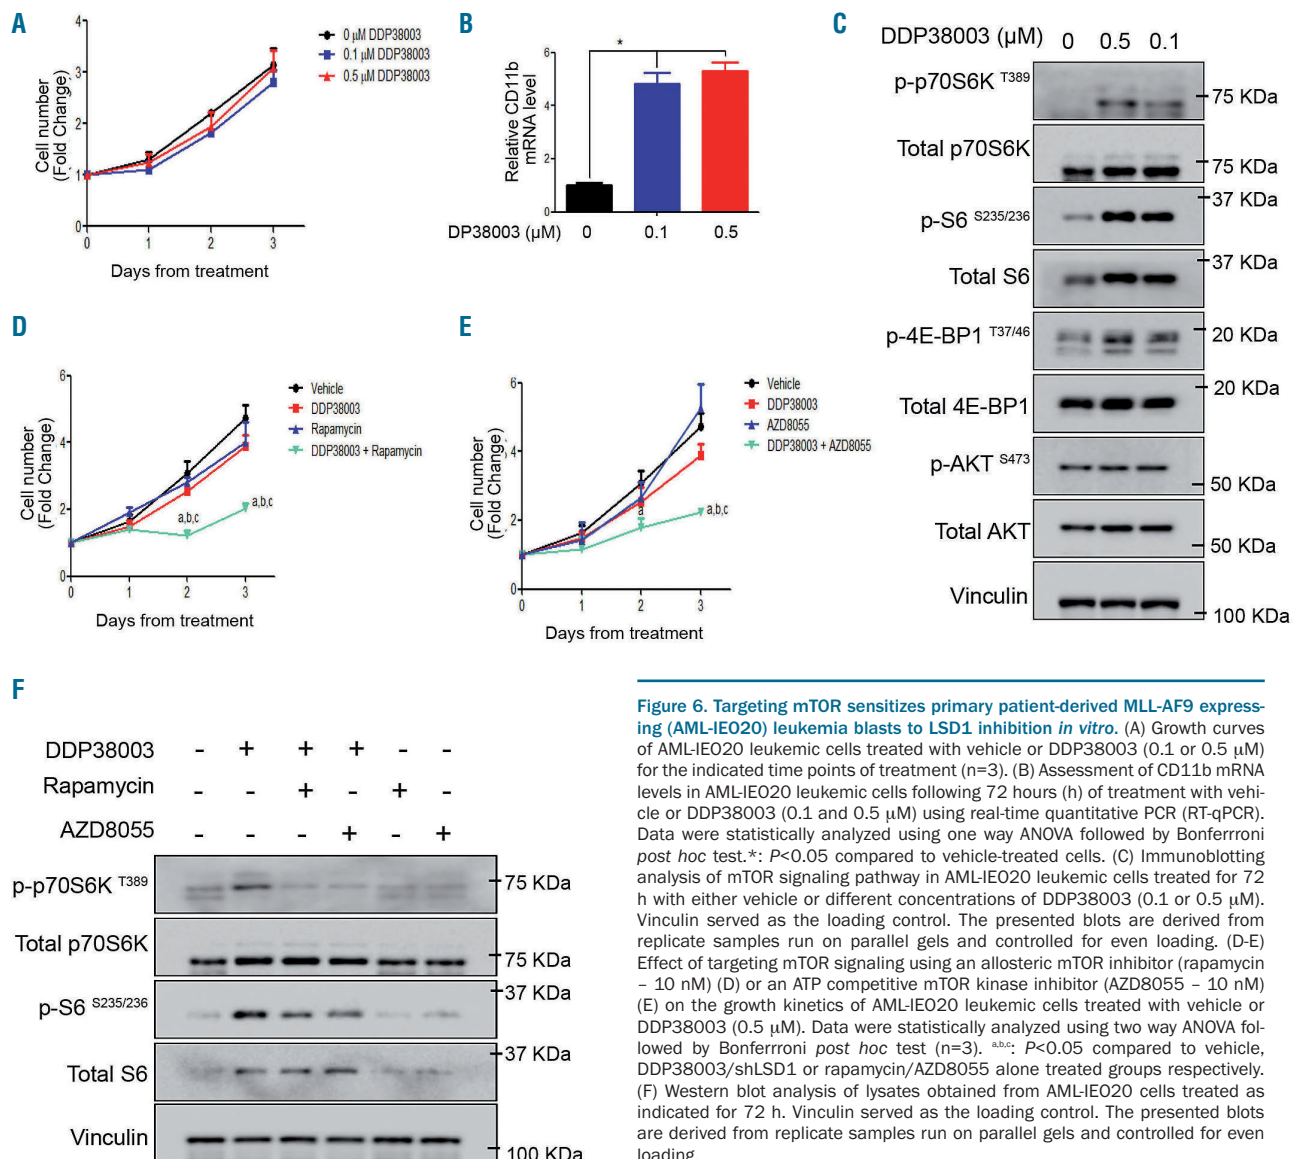 A
4
3
2
1
0
Cell number
(Fold Change)
0 µM DDP38003
0.1 µM DDP38003
0.5 µM DDP38003
0 1 2 3
Days from treatment
B
*
6
4
2
0
Relative CD11b
mRNA level
DP38003 (µM) 0 0.1 0.5
C
DDP38003 (µM) 0 0.5 0.1
p-p70S6K T389
75 KDa
Total p70S6K
75 KDa
37 KDa
p-S6 S235/236
37 KDa
Total S6
p-4E-BP1 T37/46
20 KDa
20 KDa
Total 4E-BP1
p-AKT S473
50 KDa
Total AKT
50 KDa
Vinculin
100 KDa
D
6
4
2
0
Cell number
(Fold Change)
Vehicle
DDP38003
Rapamycin
DDP38003 + Rapamycin
a,b,c
a,b,c
0 1 2 3
Days from treatment
E
6
4
2
0
Cell number
(Fold Change)
Vehicle
DDP38003
AZD8055
DDP38003 + AZD8055
a
a,b,c
0 1 2 3
Days from treatment
F
DDP38003 - + + + - -
Rapamycin - - + - + -
AZD8055 - - - + - +
p-p70S6K T389
75 KDa
Total p70S6K
75 KDa
37 KDa
p-S6 S235/236
37 KDa
Total S6
Vinculin
100 KDa
Figure 6. Targeting mTOR sensitizes primary patient-derived MLL-AF9 express-
ing (AML-IEO20) leukemia blasts to LSD1 inhibition in vitro. (A) Growth curves
of AML-IEO20 leukemic cells treated with vehicle or DDP38003 (0.1 or 0.5 µM)
for the indicated time points of treatment (n=3). (B) Assessment of CD11b mRNA
levels in AML-IEO20 leukemic cells following 72 hours (h) of treatment with vehi-
cle or DDP38003 (0.1 and 0.5 µM) using real-time quantitative PCR (RT-qPCR).
Data were statistically analyzed using one way ANOVA followed by Bonferrroni
post hoc test.*: P<0.05 compared to vehicle-treated cells. (C) Immunoblotting
analysis of mTOR signaling pathway in AML-IEO20 leukemic cells treated for 72
h with either vehicle or different concentrations of DDP38003 (0.1 or 0.5 µM).
Vinculin served as the loading control. The presented blots are derived from
replicate samples run on parallel gels and controlled for even loading. (D-E)
Effect of targeting mTOR signaling using an allosteric mTOR inhibitor (rapamycin
– 10 nM) (D) or an ATP competitive mTOR kinase inhibitor (AZD8055 – 10 nM)
(E) on the growth kinetics of AML-IEO20 leukemic cells treated with vehicle or
DDP38003 (0.5 µM). Data were statistically analyzed using two way ANOVA fol-
lowed by Bonferrroni post hoc test (n=3). a,b,c: P<0.05 compared to vehicle,
DDP38003/shLSD1 or rapamycin/AZD8055 alone treated groups respectively.
(F) Western blot analysis of lysates obtained from AML-IEO20 cells treated as
indicated for 72 h. Vinculin served as the loading control. The presented blots
are derived from replicate samples run on parallel gels and controlled for even
loading